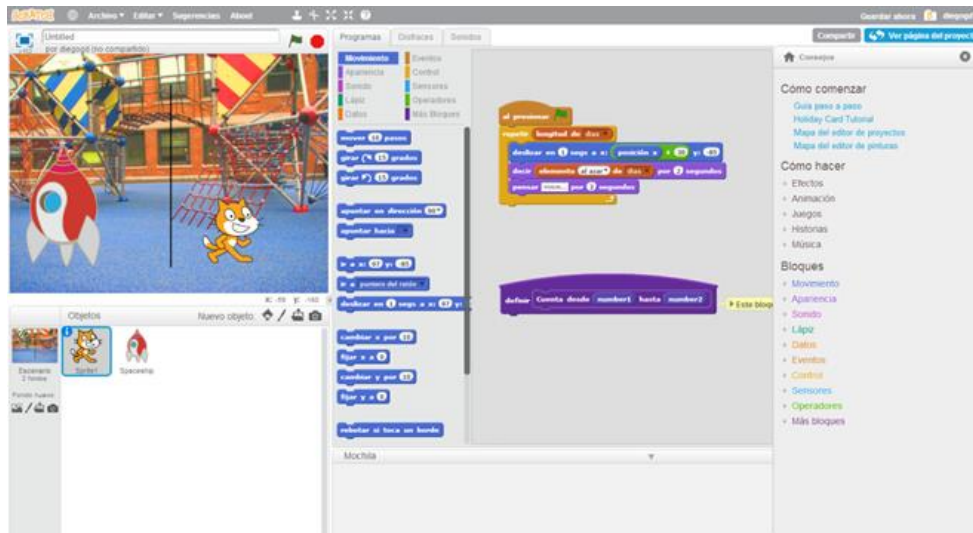 SCRATCH Archivo Editar Sugerencias About
Guardar ahora
Untitled
por diegogd (no compartido)
Programas Disfraces Sonidos
Compartir Ver página del proyecto
Movimiento Eventos
Apariencia Control
Sonido Sensores
Lápiz Operadores
Datos Más Bloques
mover 10 pasos
girar 15 grados
girar 15 grados
apuntar en dirección 90
apuntar hacia
ir a x: 67 y: -85
ir a puntero del ratón
deslizar en 1 segs a x: 67 y:
cambiar x por 10
fijar x a 0
cambiar y por 10
fijar y a 0
rebotar si toca un borde
al presionar
repetir longitud de
deslizar en 1 segs a x: posición x + y: -85
decir elemento al azar de por 2 segundos
pensar por segundos
definir Cuenta desde number1 hasta number2
Este bloq
Consejos
Cómo comenzar
Guía paso a paso
Holiday Card Tutorial
Mapa del editor de proyectos
Mapa del editor de pinturas
Cómo hacer
+ Efectos
+ Animación
+ Juegos
+ Historias
+ Música
Bloques
+ Movimiento
+ Apariencia
+ Sonido
+ Lápiz
+ Datos
+ Eventos
+ Control
+ Sensores
+ Operadores
+ Más bloques
Objetos Nuevo objeto:
Escenario
2 fondos
Fondo nuevo:
Sprite1
Spaceship
Mochila